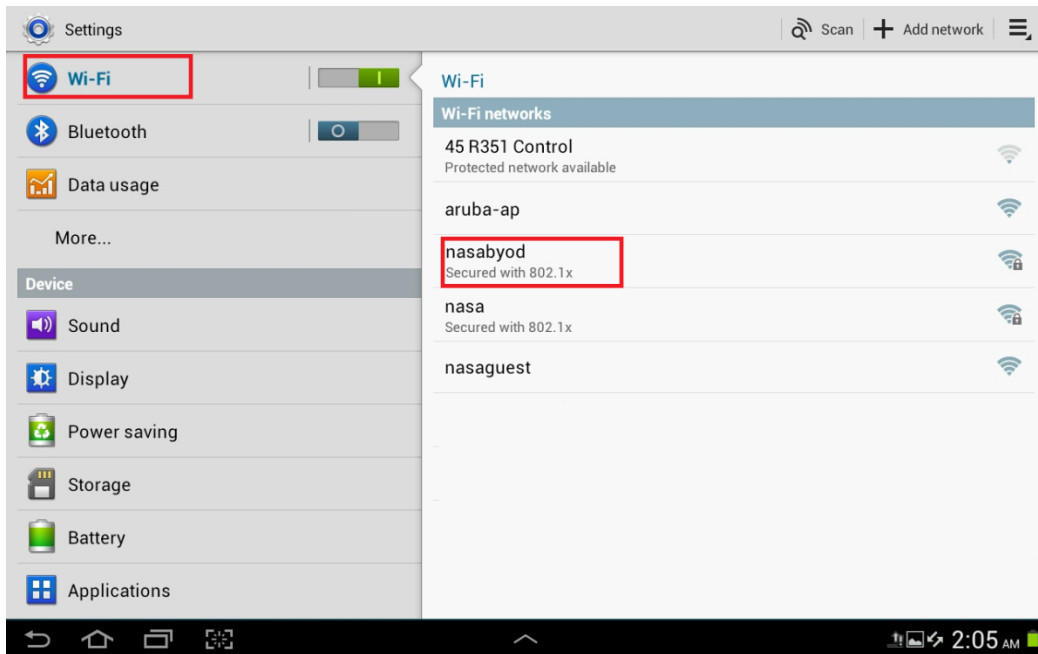 Settings
Scan
Add network
Wi-Fi
Bluetooth
Data usage
More...
Device
Sound
Display
Power saving
Storage
Battery
Applications
Wi-Fi
Wi-Fi networks
45 R351 Control
Protected network available
aruba-ap
nasabyod
Secured with 802.1x
nasa
Secured with 802.1x
nasaguest
2:05 AM